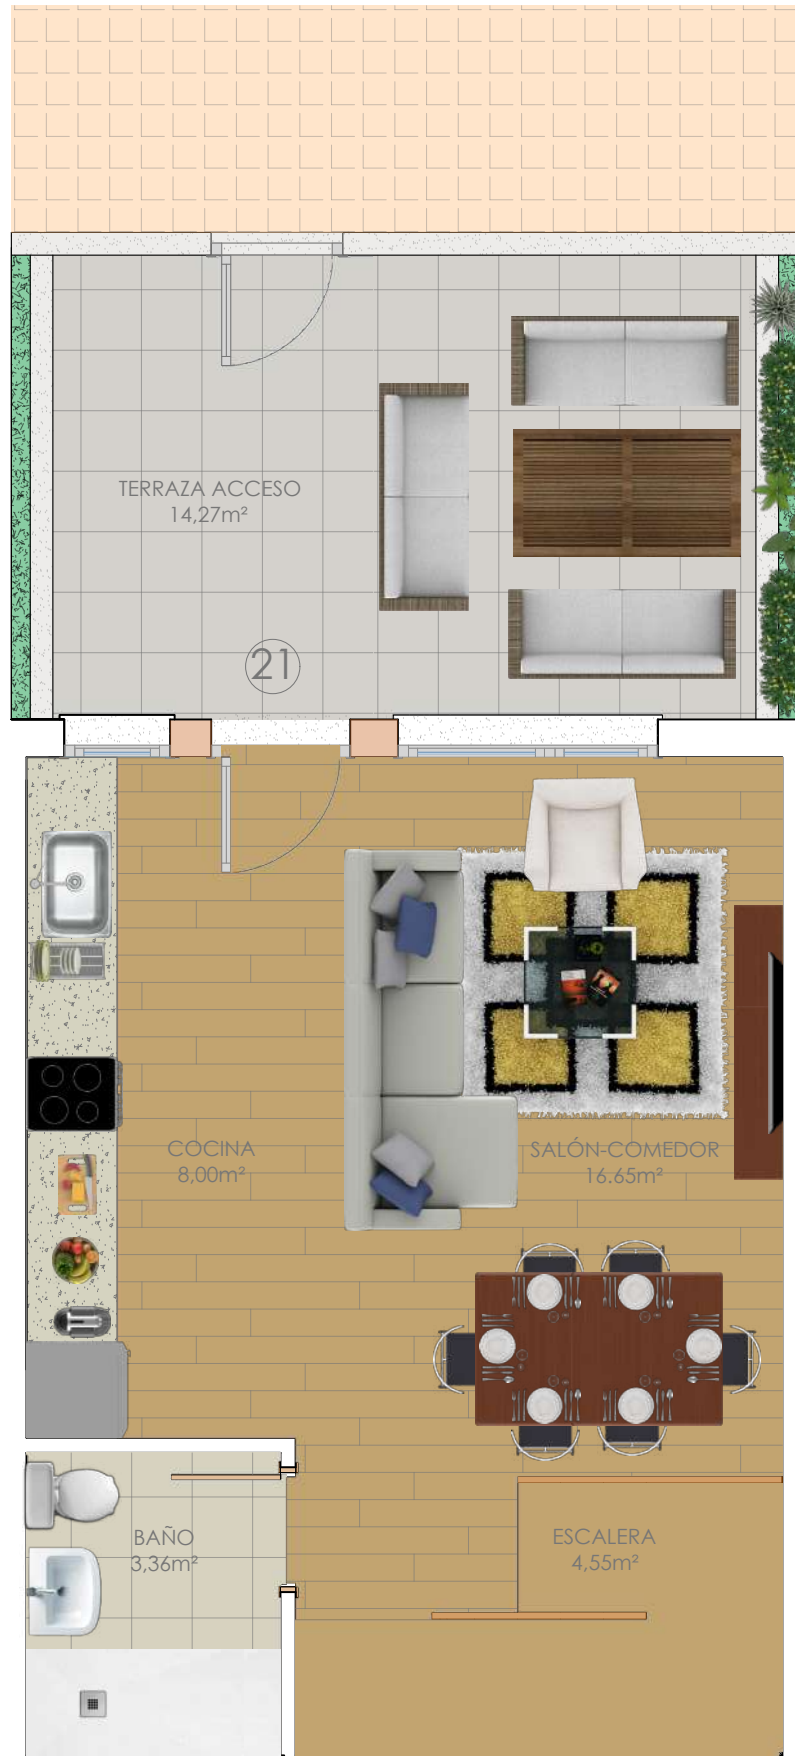 TERRAZA ACCESO
14,27m²
21
COCINA
8,00m²
SALÓN-COMEDOR
16.65m²
BAÑO
3,36m²
ESCALERA
4,55m²